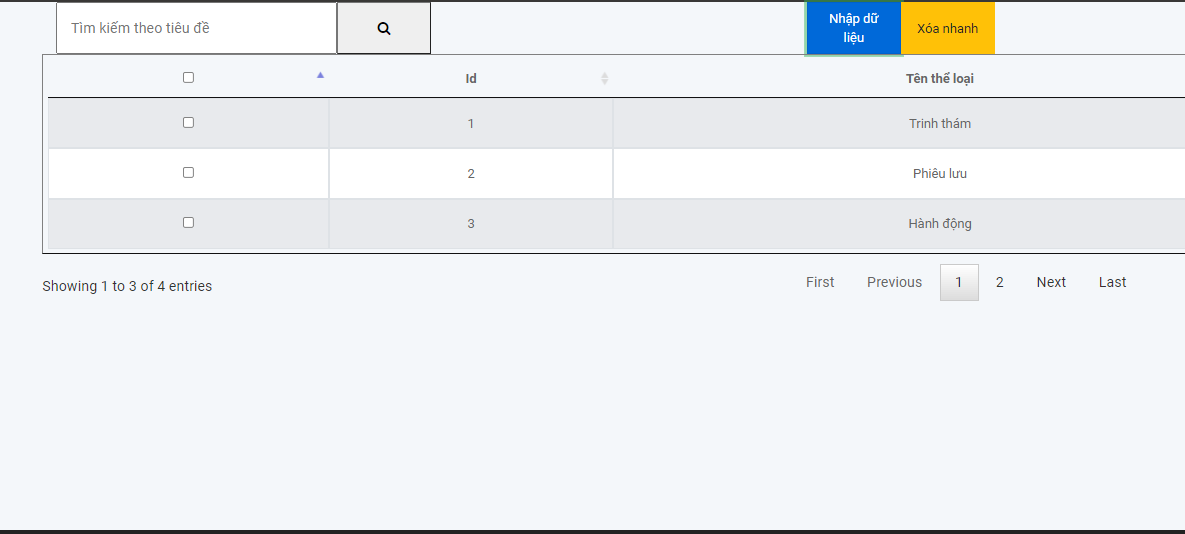 Tìm kiếm theo tiêu đề
Nhập dữ
liệu
Xóa nhanh
Id
Tên thể loại
1
Trinh thám
2
Phiêu lưu
3
Hành động
Showing 1 to 3 of 4 entries
First
Previous
1
2
Next
Last